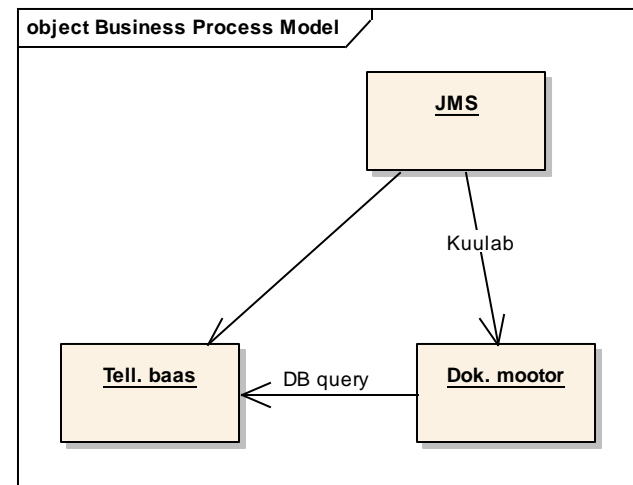 object Business Process Model
JMS
Kuulab
Tell. baas
DB query
Dok. mootor